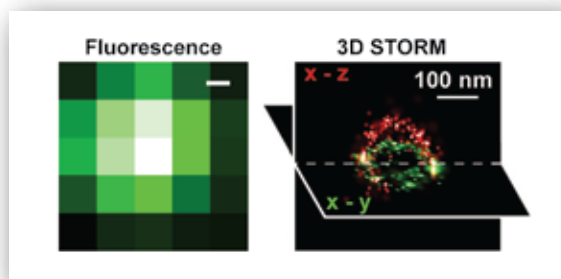 Fluorescence
3D STORM
x - z
100 nm
x - y